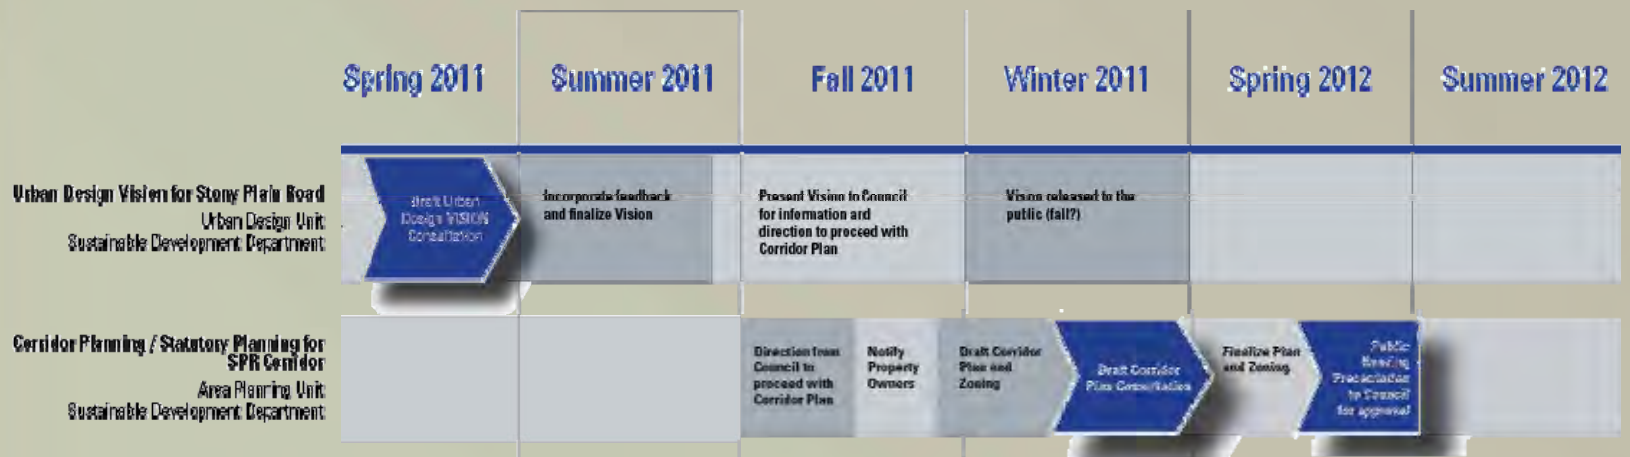 Spring 2011
Summer 2011
Fall 2011
Winter 2011
Spring 2012
Summer 2012
Urban Design Vision for Stony Plain Road
Urban Design Unit
Sustainable Development Department
Draft Urban
Design VISION
Consultation
Incorporate feedback
and finalize Vision
Present Vision to Council
for information and
direction to proceed with
Corridor Plan
Vision released to the
public (fall?)
Corridor Planning / Statutory Planning for
SPR Corridor
Area Planning Unit
Sustainable Development Department
Direction from
Council to
proceed with
Corridor Plan
Notify
Property
Owners
Draft Corridor
Plan and
Zoning
Draft Corridor
Plan Consultation
Finalize Plan
and Zoning
Public
Hearing
Presentation
to Council
for approval